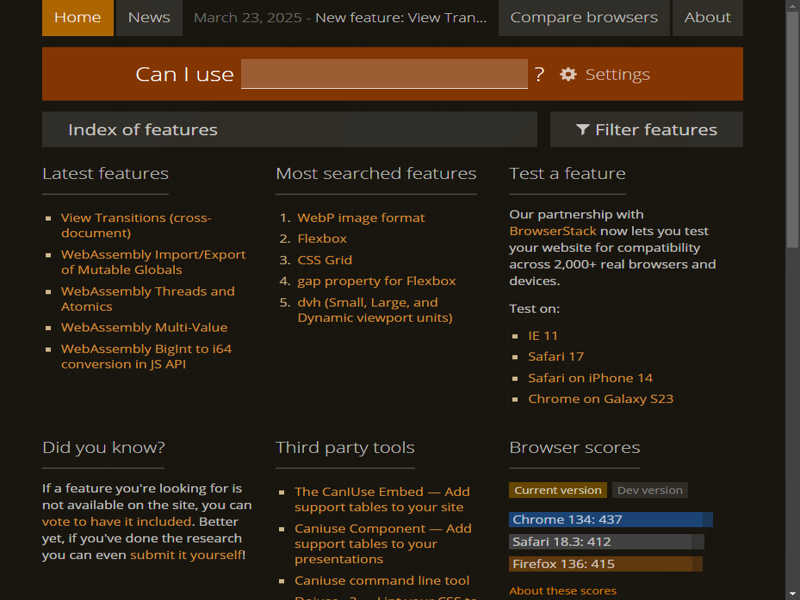 Home
News
March 23, 2025 - New feature: View Tran...
Compare browsers
About
Can I use
?
Settings
Index of features
Filter features
Latest features
View Transitions (cross-
document)
WebAssembly Import/Export
of Mutable Globals
WebAssembly Threads and
Atomics
WebAssembly Multi-Value
WebAssembly BigInt to i64
conversion in JS API
Most searched features
1. WebP image format
2. Flexbox
3. CSS Grid
4. gap property for Flexbox
5. dvh (Small, Large, and
Dynamic viewport units)
Test a feature
Our partnership with
BrowserStack now lets you test
your website for compatibility
across 2,000+ real browsers and
devices.
Test on:
IE 11
Safari 17
Safari on iPhone 14
Chrome on Galaxy S23
Did you know?
If a feature you're looking for is
not available on the site, you can
vote to have it included. Better
yet, if you've done the research
you can even submit it yourself!
Third party tools
The CanIUse Embed — Add
support tables to your site
Caniuse Component — Add
support tables to your
presentations
Caniuse command line tool
Browser scores
Current version
Dev version
Chrome 134: 437
Safari 18.3: 412
Firefox 136: 415
About these scores